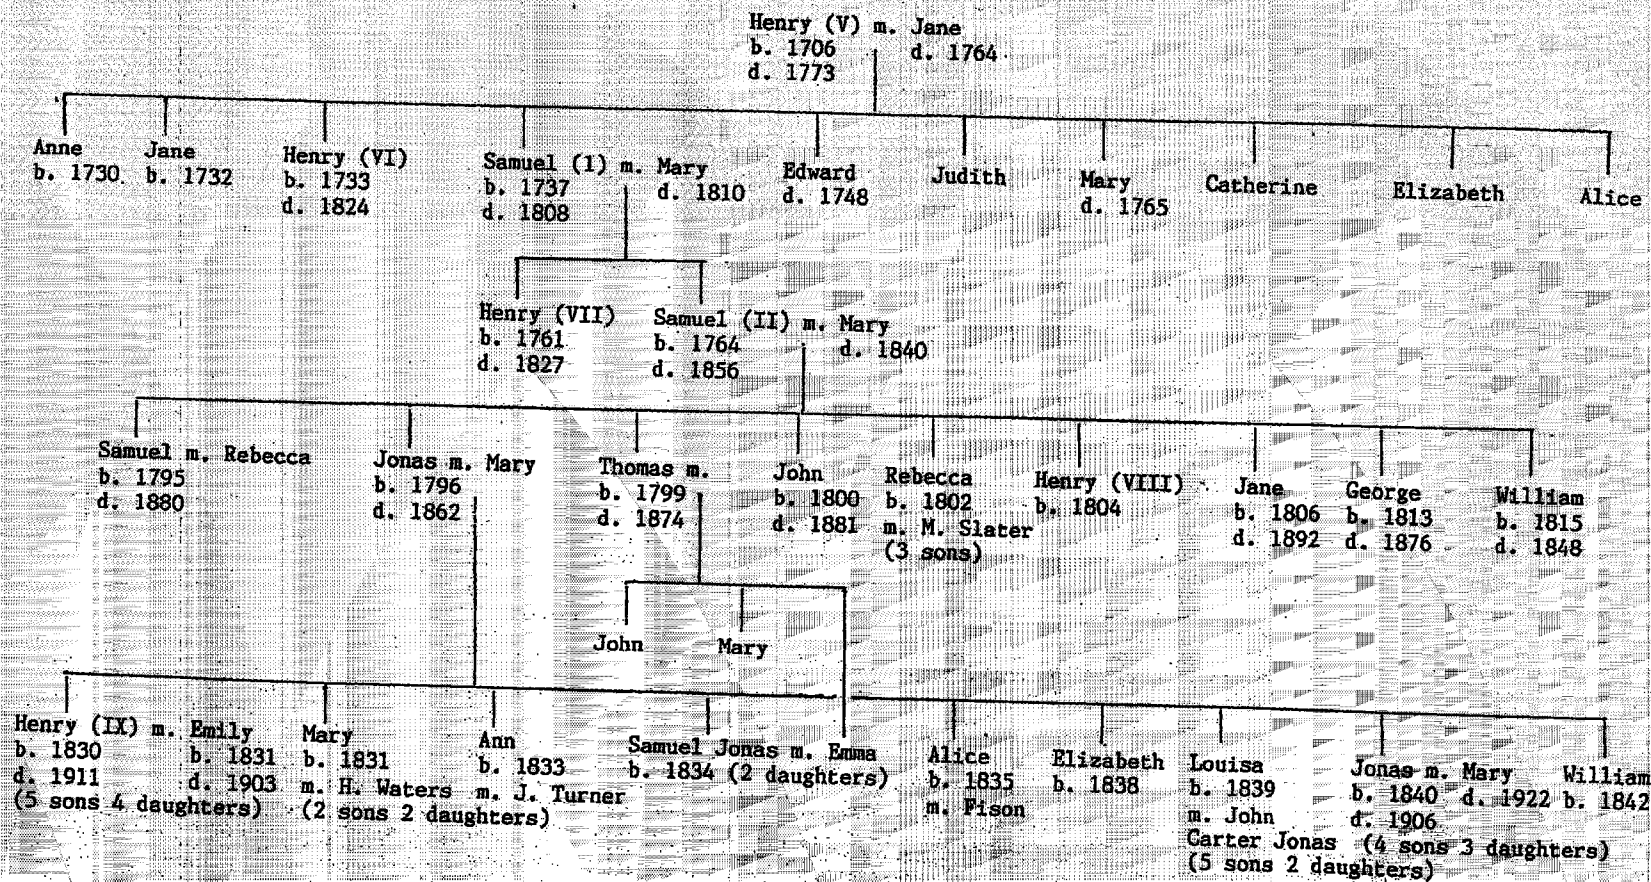 Henry (V) m. Jane
b. 1706 d. 1764
d. 1773
Anne
b. 1730
Jane
b. 1732
Henry (VI)
b. 1733
d. 1824
Samuel (1) m. Mary
b. 1737 d. 1810
d. 1808
Edward
d. 1748
Judith
Mary
d. 1765
Catherine
Elizabeth
Alice
Henry (VII)
b. 1761
d. 1827
Samuel (II) m. Mary
b. 1764 d. 1840
d. 1856
Samuel m. Rebecca
b. 1795
d. 1880
Jonas m. Mary
b. 1796
d. 1862
Thomas m.
b. 1799
d. 1874
John
b. 1800
d. 1881
Rebecca
b. 1802
m. M. Slater
(3 sons)
Henry (VIII)
b. 1804
Jane
b. 1806
d. 1892
George
b. 1813
d. 1876
William
b. 1815
d. 1848
John
Mary
Henry (IX) m. Emily
b. 1830 b. 1831
d. 1911 d. 1903
(5 sons 4 daughters)
Mary
b. 1831
m. H. Waters
(2 sons 2 daughters)
Ann
b. 1833
m. J. Turner
Samuel Jonas m. Emma
b. 1834 (2 daughters)
Alice
b. 1835
m. Fison
Elizabeth
b. 1838
Louisa
b. 1839
m. John
Carter Jonas
(5 sons 2 daughters)
Jonas m. Mary
b. 1840 d. 1922
d. 1906
(4 sons 3 daughters)
William
b. 1842